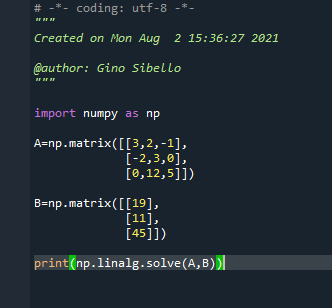 # -*- coding: utf-8 -*-
"""
Created on Mon Aug  2 15:36:27 2021
@author: Gino Sibello
"""
import numpy as np
A=np.matrix([[3,2,-1],
[-2,3,0],
[0,12,5]])
B=np.matrix([[19],
[11],
[45]])
print(np.linalg.solve(A,B))